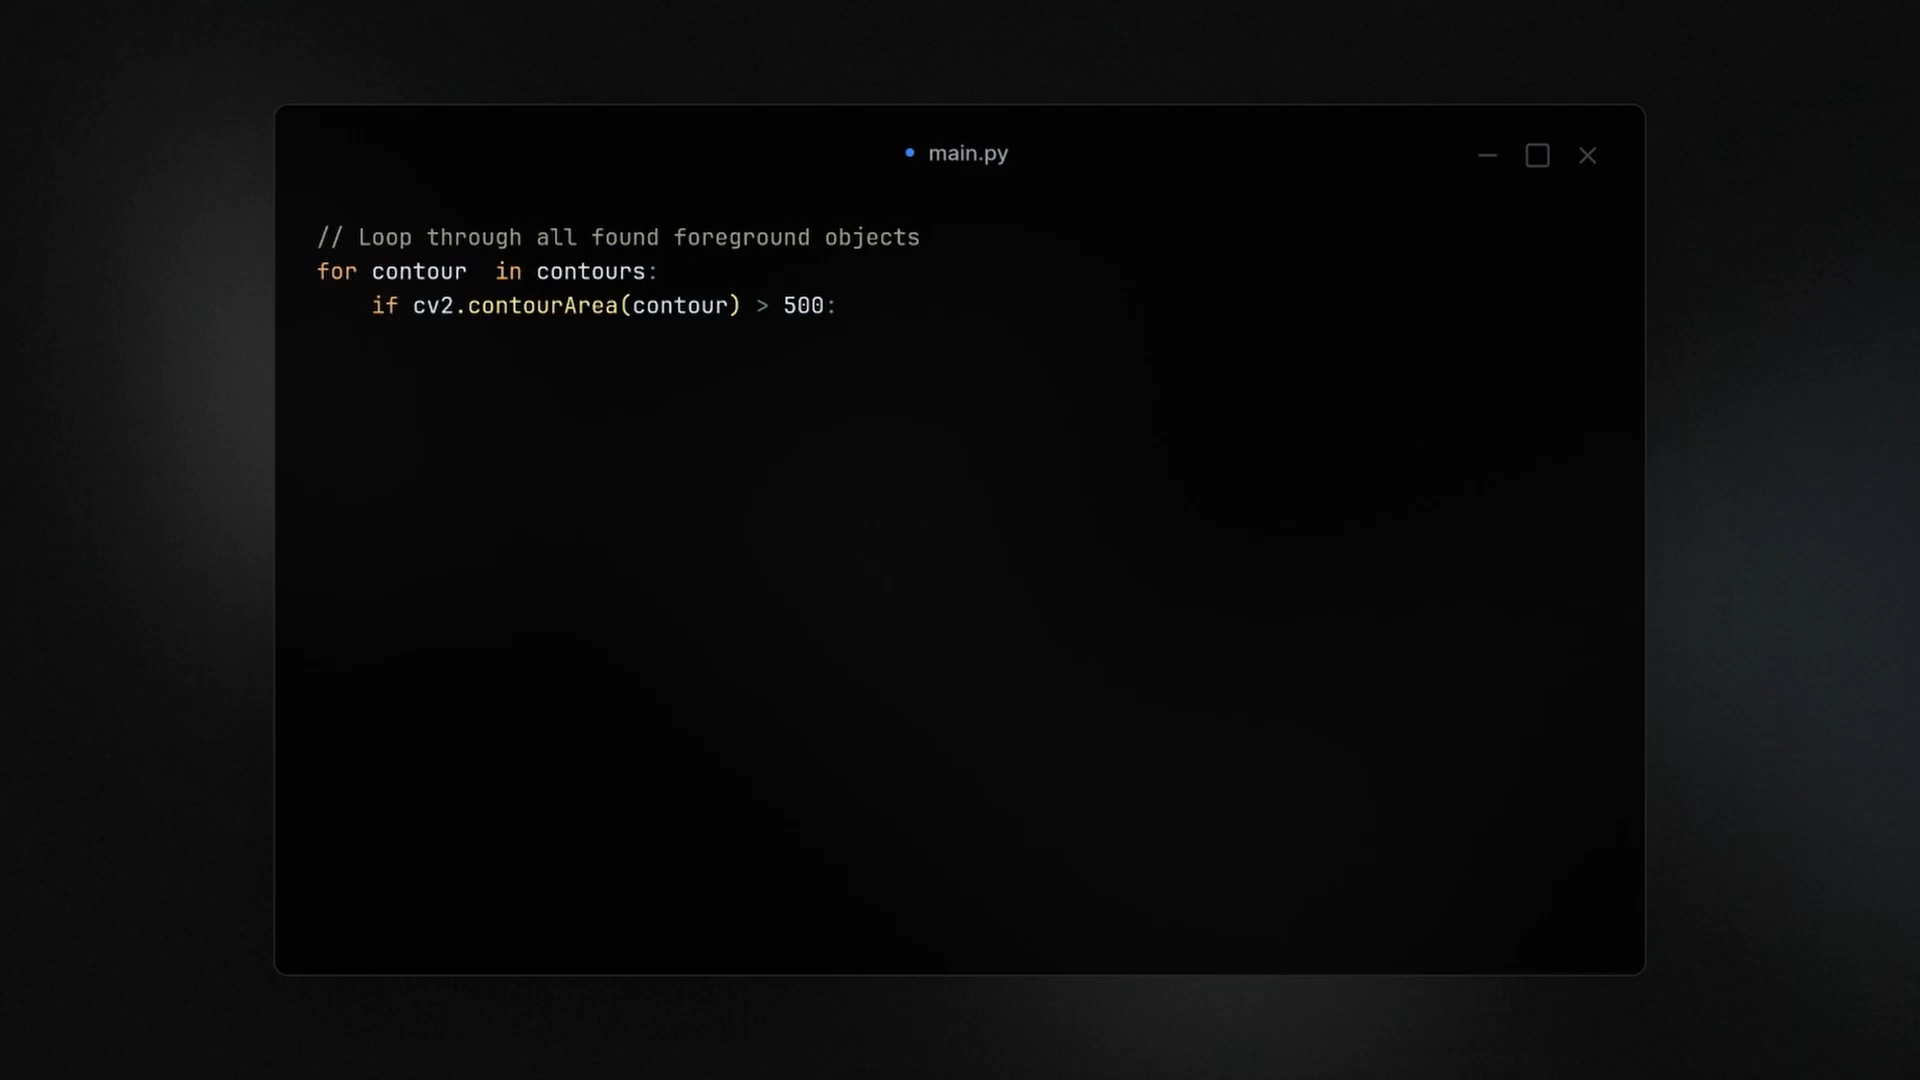 main.py
// Loop through all found foreground objects
for contour  in contours:
    if cv2.contourArea(contour) > 500: